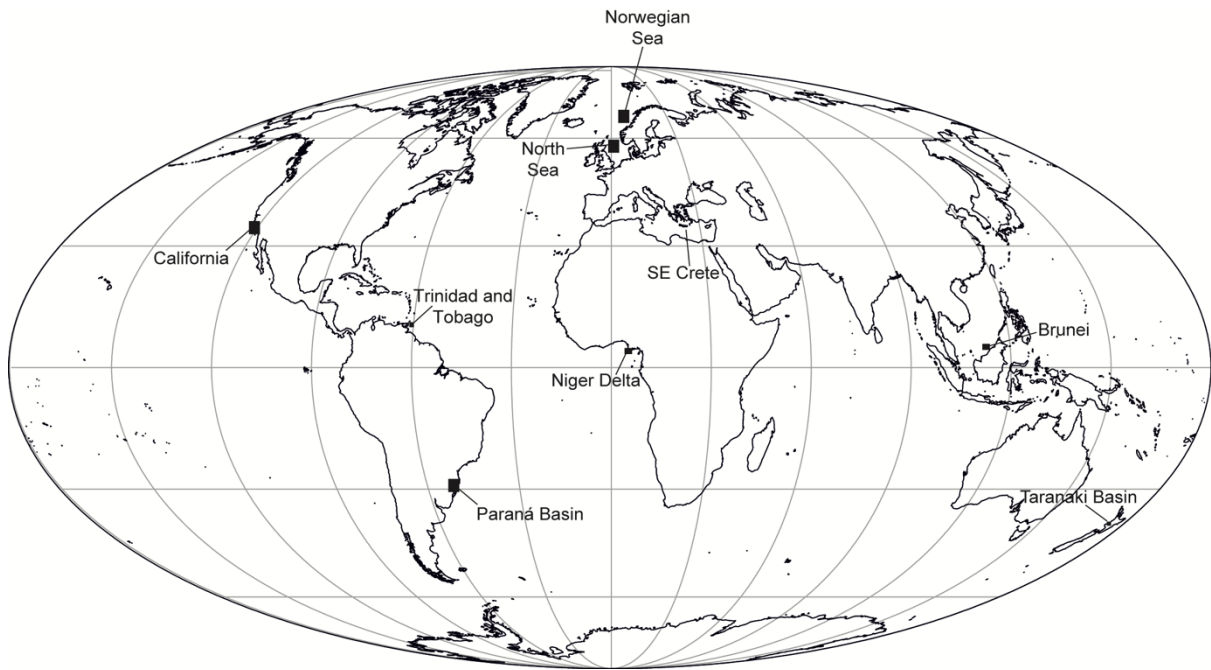 Norwegian
Sea
North
Sea
California
SE Crete
Trinidad and
Tobago
Brunei
Niger Delta
Paraná Basin
Taranaki Basin